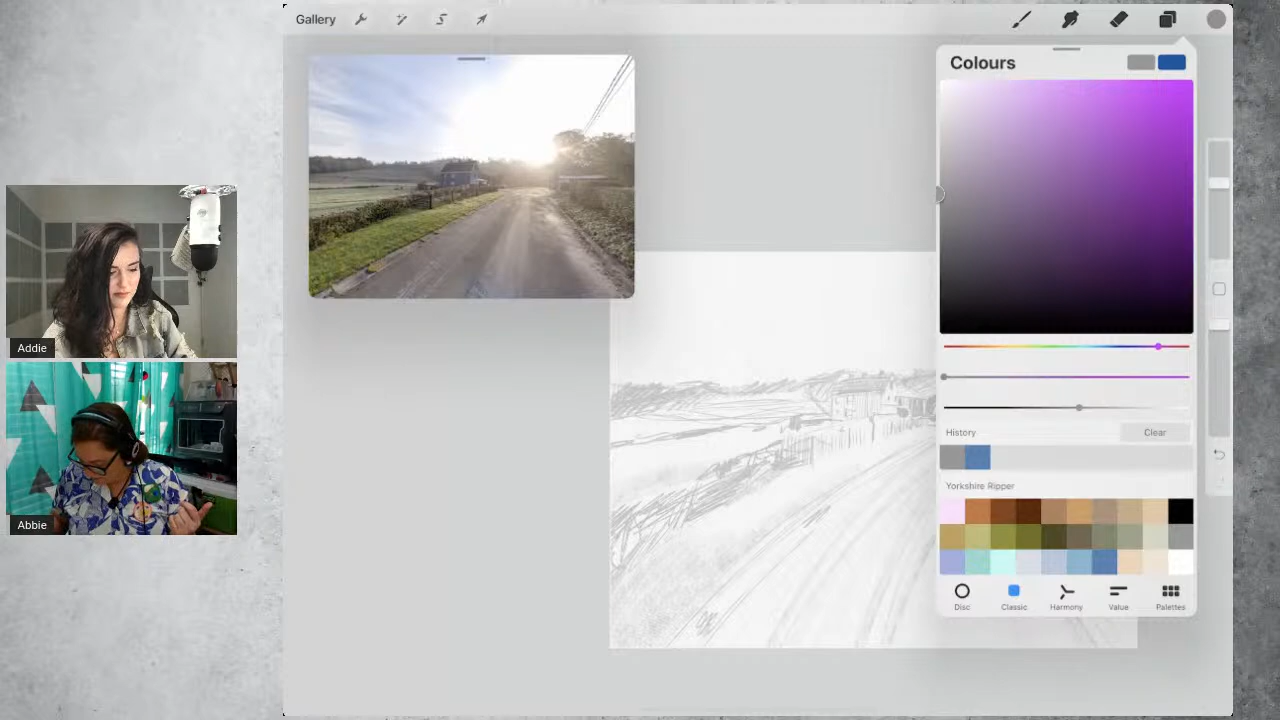 Gallery
Colours
History
Clear
Yorkshire Ripper
Disc
Classic
Harmony
Value
Palettes
Addie
Abbie